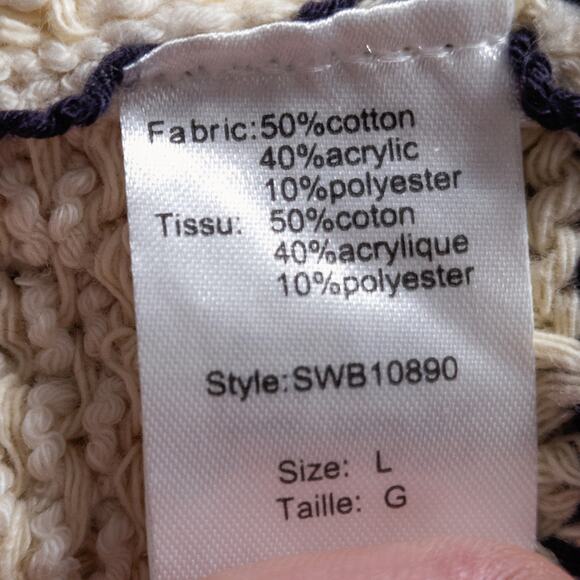 Fabric:50%cotton
40%acrylic
10%polyester
Tissu: 50%coton
40%acrylique
10%polyester
Style:SWB10890
Size: L
Taille: G